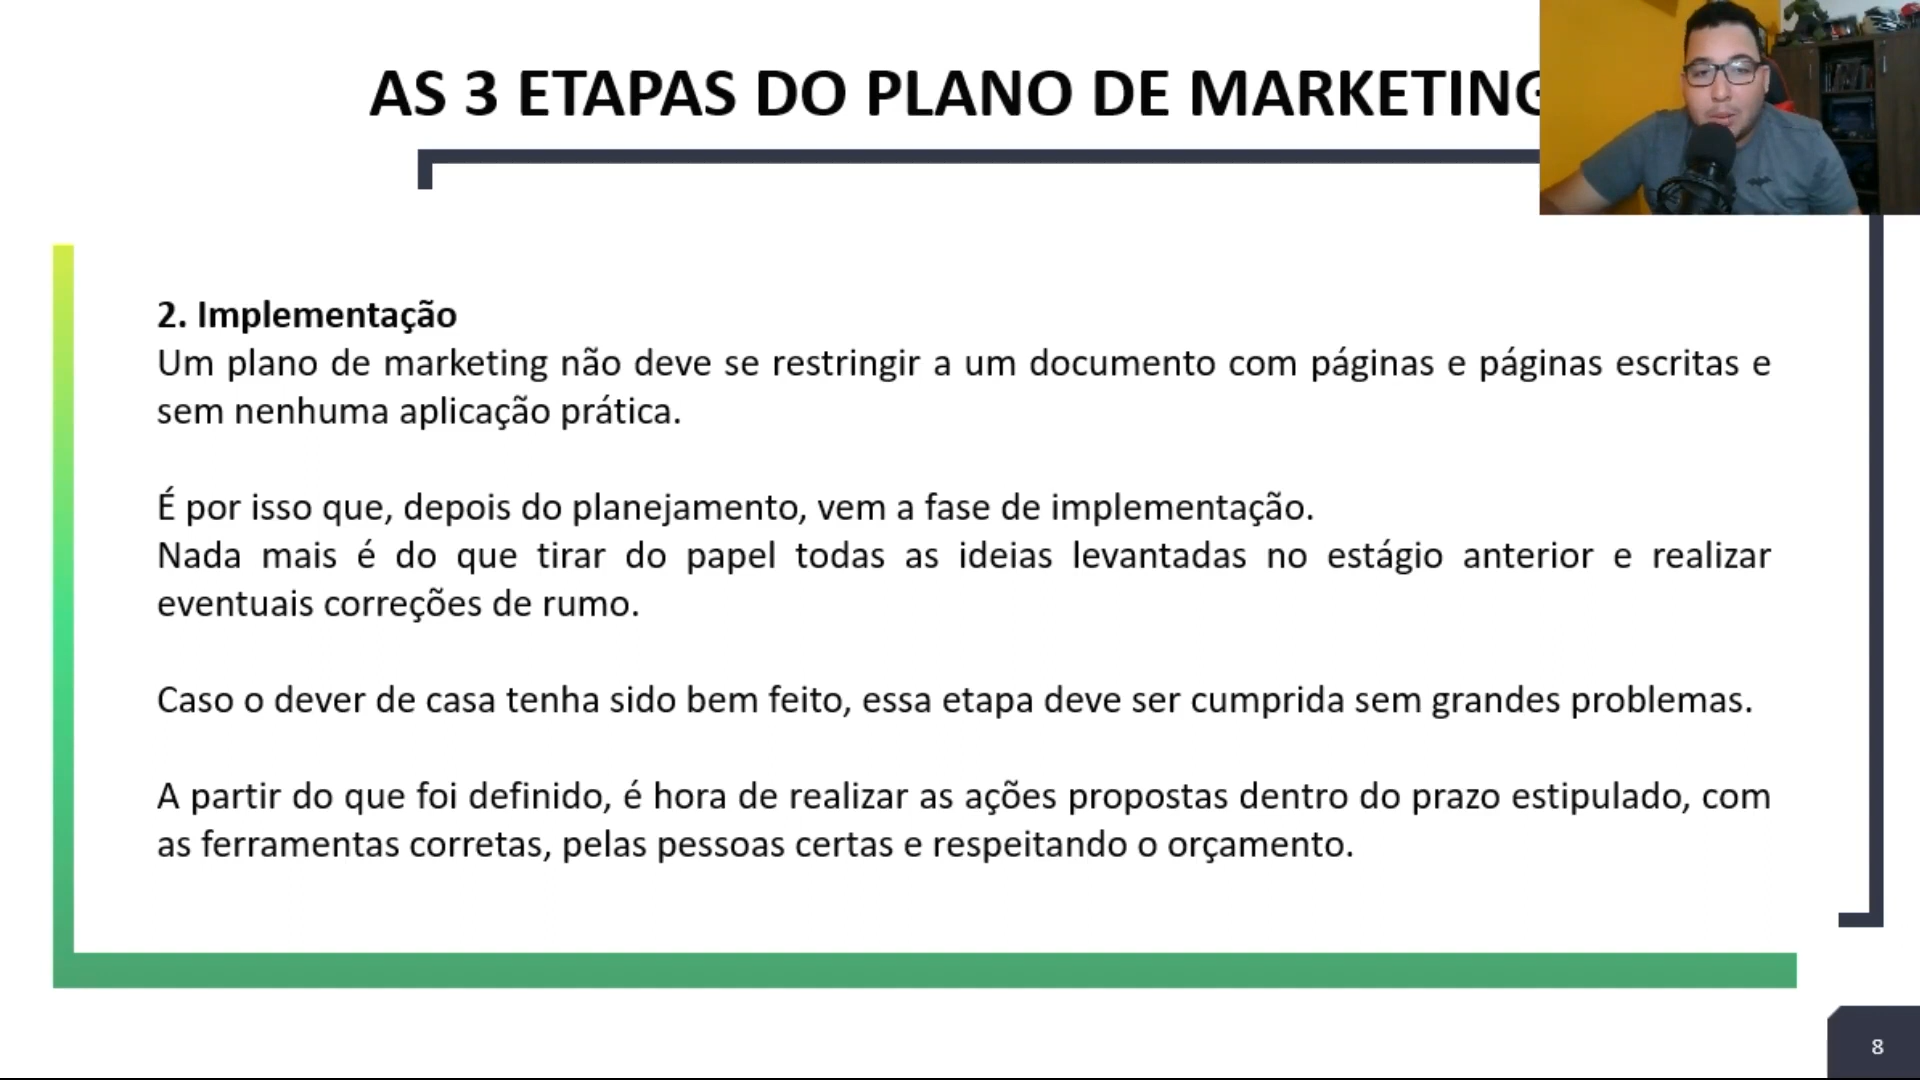 AS 3 ETAPAS DO PLANO DE MARKETING
2. Implementação
Um plano de marketing não deve se restringir a um documento com páginas e páginas escritas e
sem nenhuma aplicação prática.
É por isso que, depois do planejamento, vem a fase de implementação.
Nada mais é do que tirar do papel todas as ideias levantadas no estágio anterior e realizar
eventuais correções de rumo.
Caso o dever de casa tenha sido bem feito, essa etapa deve ser cumprida sem grandes problemas.
A partir do que foi definido, é hora de realizar as ações propostas dentro do prazo estipulado, com
as ferramentas corretas, pelas pessoas certas e respeitando o orçamento.
8